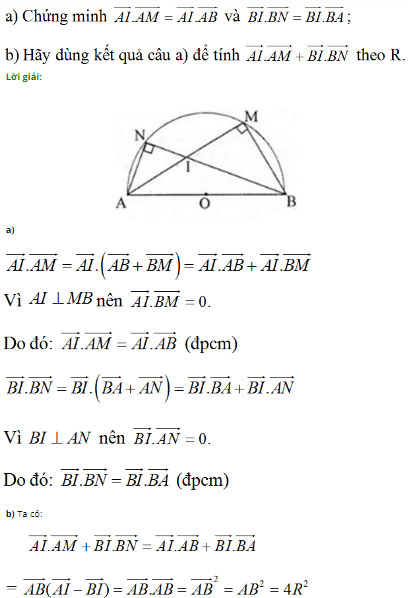 a) Chứng minh $\overrightarrow{AI}.\overrightarrow{AM} = \overrightarrow{AI}.\overrightarrow{AB}$ và $\overrightarrow{BI}.\overrightarrow{BN} = \overrightarrow{BI}.\overrightarrow{BA}$;
b) Hãy dùng kết quả câu a) để tính $\overrightarrow{AI}.\overrightarrow{AM} + \overrightarrow{BI}.\overrightarrow{BN}$ theo R.
Lời giải:
M
N
I
A
O
B
a)
$\overrightarrow{AI}.\overrightarrow{AM} = \overrightarrow{AI}.\left(\overrightarrow{AB} + \overrightarrow{BM}\right) = \overrightarrow{AI}.\overrightarrow{AB} + \overrightarrow{AI}.\overrightarrow{BM}$
Vì $AI \perp MB$ nên $\overrightarrow{AI}.\overrightarrow{BM} = 0$.
Do đó: $\overrightarrow{AI}.\overrightarrow{AM} = \overrightarrow{AI}.\overrightarrow{AB}$ (đpcm)
$\overrightarrow{BI}.\overrightarrow{BN} = \overrightarrow{BI}.\left(\overrightarrow{BA} + \overrightarrow{AN}\right) = \overrightarrow{BI}.\overrightarrow{BA} + \overrightarrow{BI}.\overrightarrow{AN}$
Vì $BI \perp AN$ nên $\overrightarrow{BI}.\overrightarrow{AN} = 0$.
Do đó: $\overrightarrow{BI}.\overrightarrow{BN} = \overrightarrow{BI}.\overrightarrow{BA}$ (đpcm)
b) Ta có:
$\overrightarrow{AI}.\overrightarrow{AM} + \overrightarrow{BI}.\overrightarrow{BN} = \overrightarrow{AI}.\overrightarrow{AB} + \overrightarrow{BI}.\overrightarrow{BA}$
$= \overrightarrow{AB}(\overrightarrow{AI} - \overrightarrow{BI}) = \overrightarrow{AB}.\overrightarrow{AB} = \overrightarrow{AB}^2 = AB^2 = 4R^2$